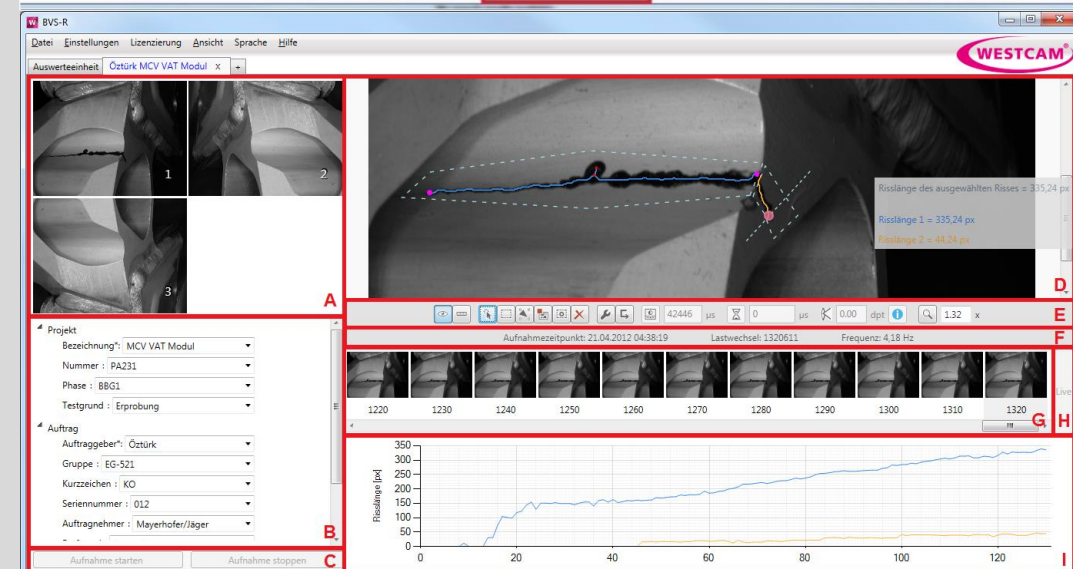 BVS-R
Datei Einstellungen Lizenzierung Ansicht Sprache Hilfe
WESTCAM
Auswerteeinheit Öztürk MCV VAT Modul x +
1
2
3
A
Risslänge des ausgewählten Risses = 335,24 px
Risslänge 1 = 335,24 px
Risslänge 2 = 44,24 px
D
42446 µs 0 µs 0.00 dpt 1.32 x E
Aufnahmezeitpunkt: 21.04.2012 04:38:19 Lastwechsel: 1320611 Frequenz: 4,18 Hz F
Projekt
Bezeichnung*: MCV VAT Modul
Nummer : PA231
Phase : BBG1
Testgrund : Erprobung
Auftrag
Auftraggeber*: Öztürk
Gruppe : EG-521
Kurzzeichen : KO
Seriennummer : 012
Auftragnehmer : Mayerhofer/Jäger
B
1220 1230 1240 1250 1260 1270 1280 1290 1300 1310 1320
G
Live
H
Aufnahme starten Aufnahme stoppen C
Risslänge [px]
350
300
250
200
150
100
50
0
0 20 40 60 80 100 120
I